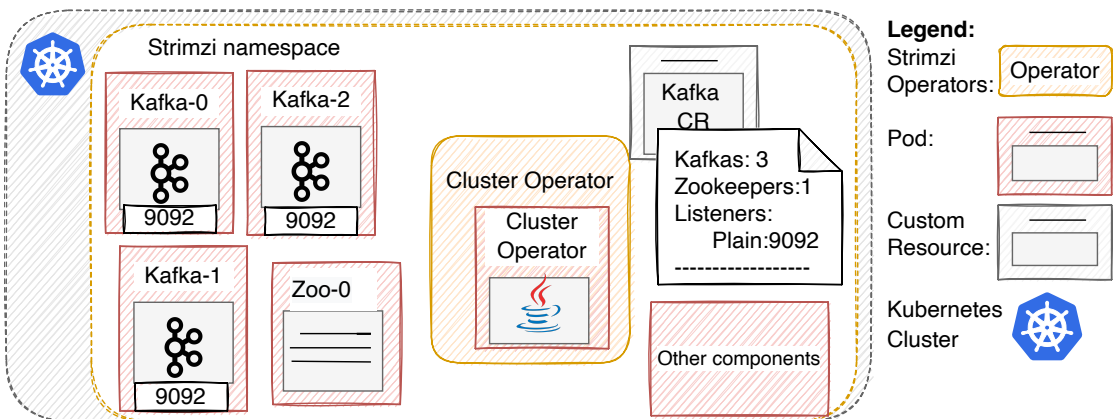 Strimzi namespace
Kafka-0
9092
Kafka-2
9092
Kafka-1
9092
Zoo-0
Cluster Operator
Cluster
Operator
Kafka
CR
Kafkas: 3
Zookeepers:1
Listeners:
Plain:9092
--------------------
Other components
Legend:
Strimzi
Operators:
Operator
Pod:
Custom
Resource:
Kubernetes
Cluster